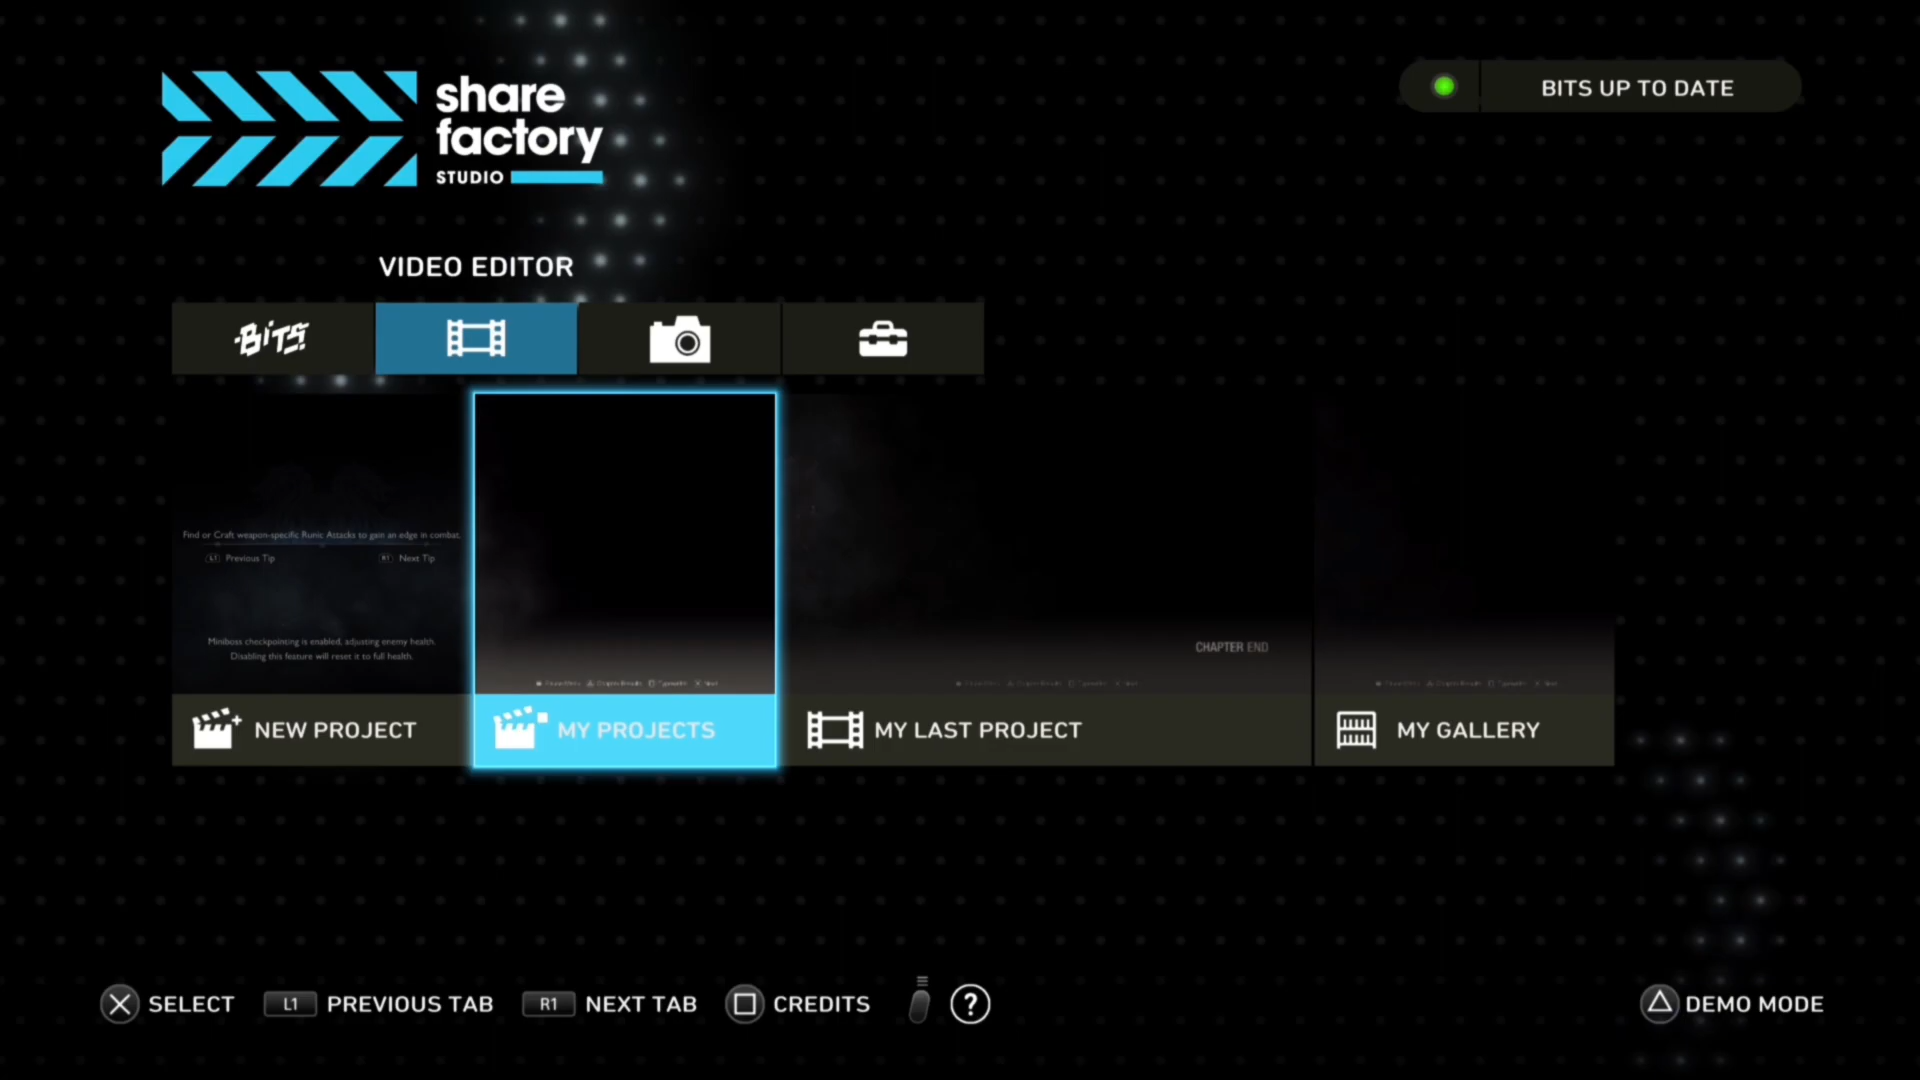 share
factory
STUDIO
BITS UP TO DATE
VIDEO EDITOR
BiTS
Find or Craft weapon-specific Runic Attacks to gain an edge in combat.
L1 Previous Tip
R1 Next Tip
Miniboss checkpointing is enabled, adjusting enemy health.
Disabling this feature will reset it to full health.
CHAPTER END
NEW PROJECT
MY PROJECTS
MY LAST PROJECT
MY GALLERY
SELECT
L1 PREVIOUS TAB
R1 NEXT TAB
CREDITS
?
DEMO MODE